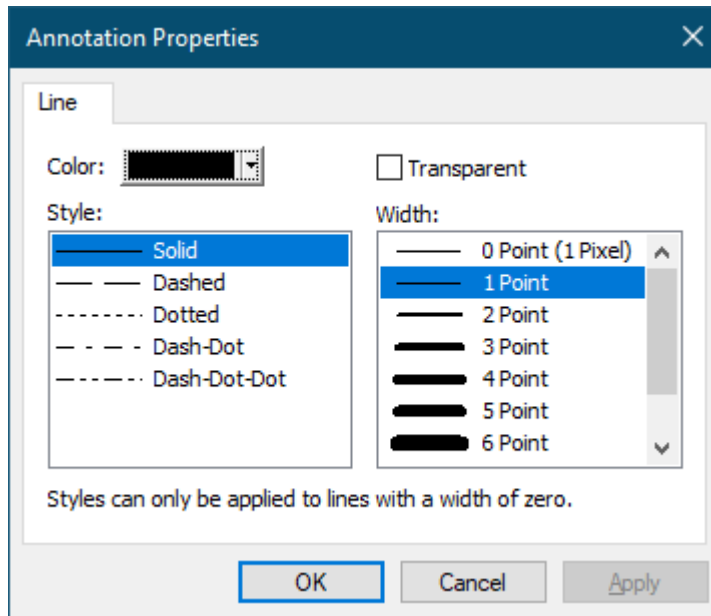 Annotation Properties
Line
Color:
Transparent
Style:
Width:
Solid
Dashed
Dotted
Dash-Dot
Dash-Dot-Dot
0 Point (1 Pixel)
1 Point
2 Point
3 Point
4 Point
5 Point
6 Point
Styles can only be applied to lines with a width of zero.
OK
Cancel
Apply